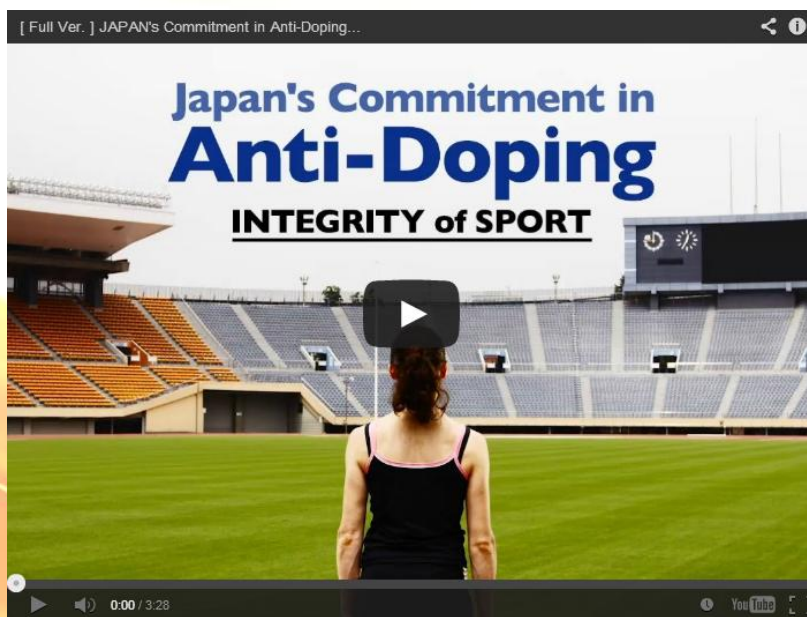 [ Full Ver. ] JAPAN's Commitment in Anti-Doping...
Japan's Commitment in
Anti-Doping
INTEGRITY of SPORT
0:00 / 3:28
YouTube